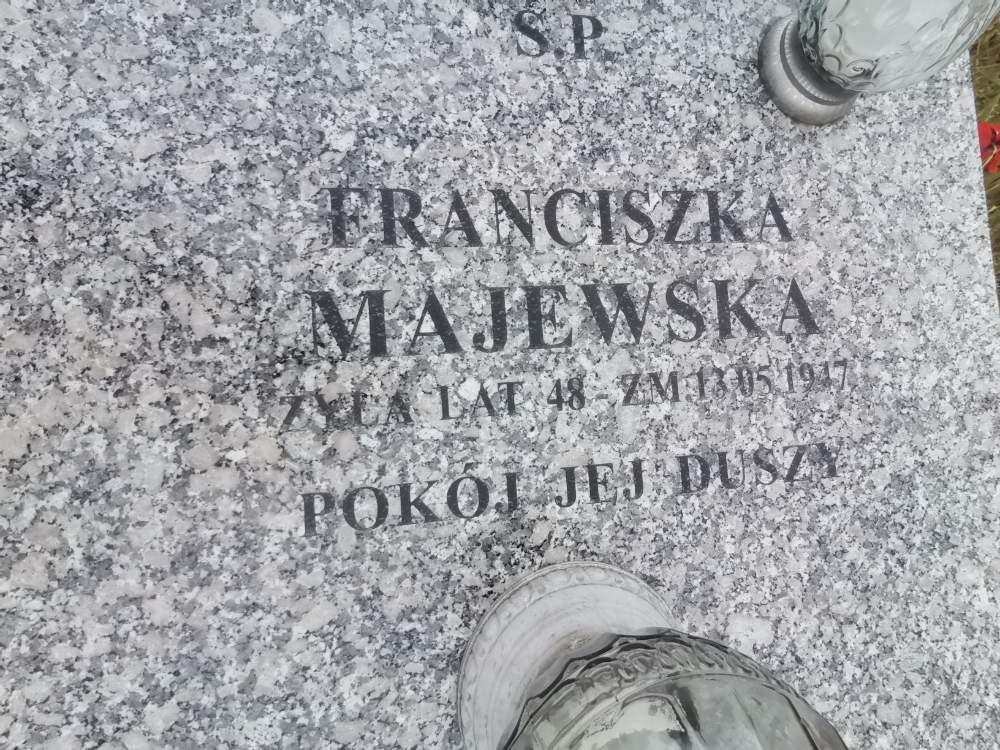 Ś.P
FRANCISZKA
MAJEWSKA
ŻYŁA LAT 48 - ZM.13.05.1947
POKÓJ JEJ DUSZY